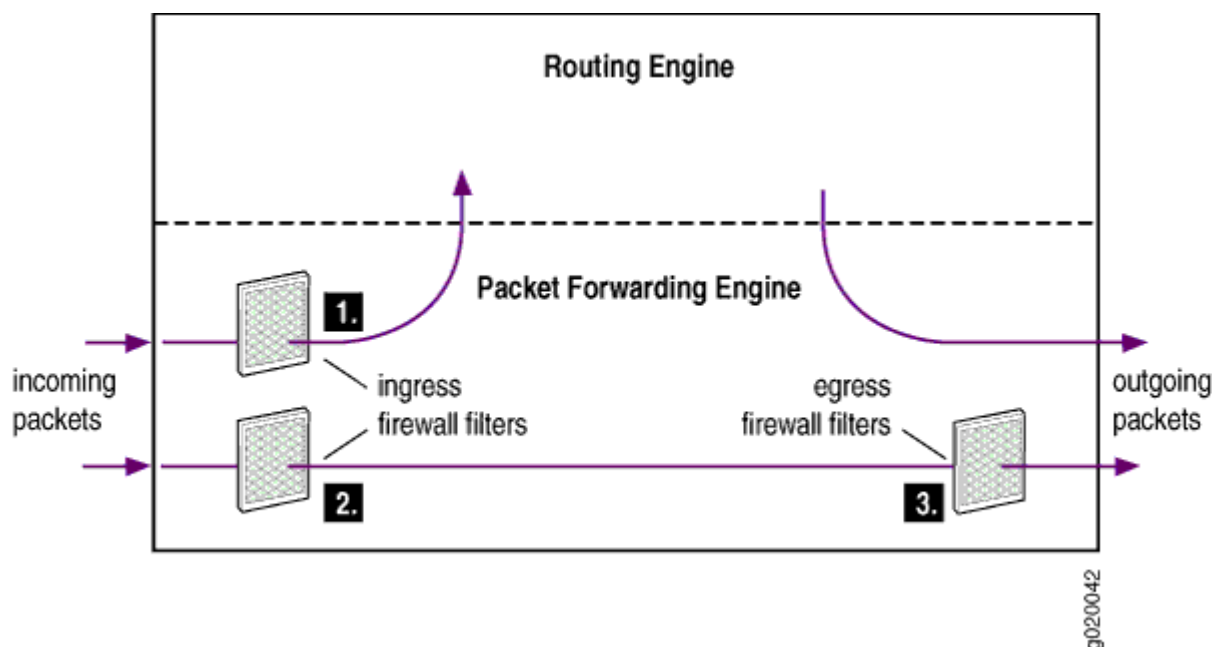 Routing Engine
Packet Forwarding Engine
1.
incoming
packets
ingress
firewall filters
egress
firewall filters
outgoing
packets
2.
3.
g020042